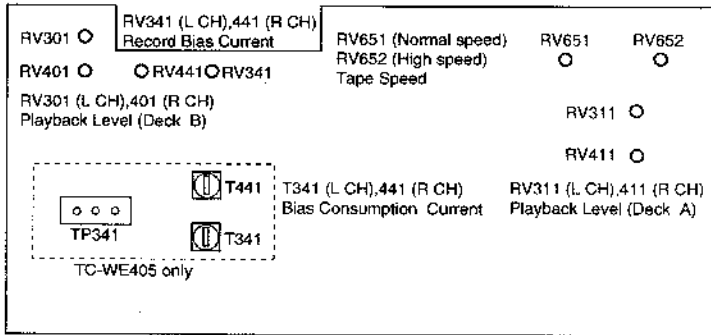 RV341 (L CH),441 (R CH)
Record Bias Current
RV301
RV401
RV441
RV341
RV301 (L CH),401 (R CH)
Playback Level (Deck B)
RV651 (Normal speed)
RV652 (High speed)
Tape Speed
RV651
RV652
RV311
RV411
RV311 (L CH),411 (R CH)
Playback Level (Deck A)
T441
T341
TP341
TC-WE405 only
T341 (L CH),441 (R CH)
Bias Consumption Current